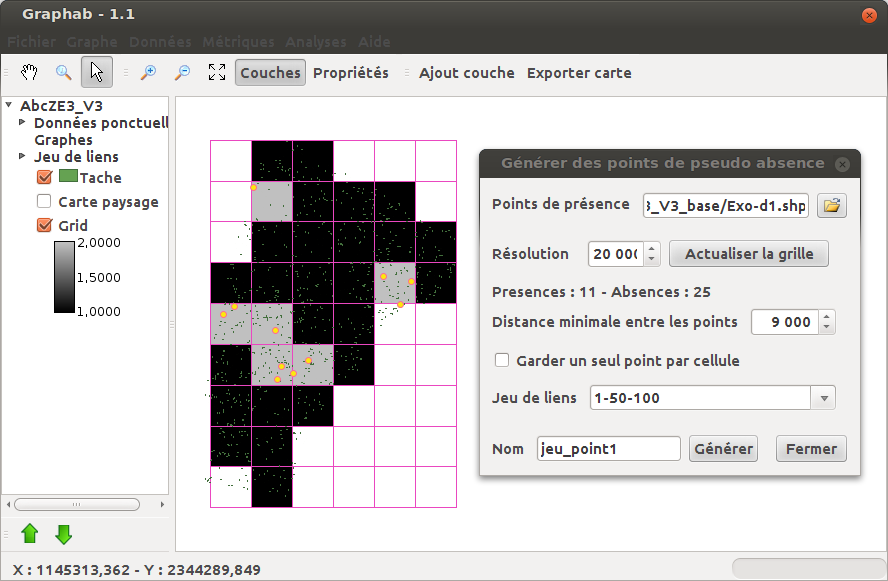 Graphab - 1.1
Fichier Graphe Données Métriques Analyses Aide
Couches Propriétés Ajout couche Exporter carte
AbcZE3_V3
Données ponctuell
Graphes
Jeu de liens
Tache
Carte paysage
Grid
2,0000
1,5000
1,0000
Générer des points de pseudo absence
Points de présence 3_V3_base/Exo-d1.shp
Résolution 20 000 Actualiser la grille
Presences : 11 - Absences : 25
Distance minimale entre les points 9 000
Garder un seul point par cellule
Jeu de liens 1-50-100
Nom jeu_point1 Générer Fermer
X : 1145313,362 - Y : 2344289,849